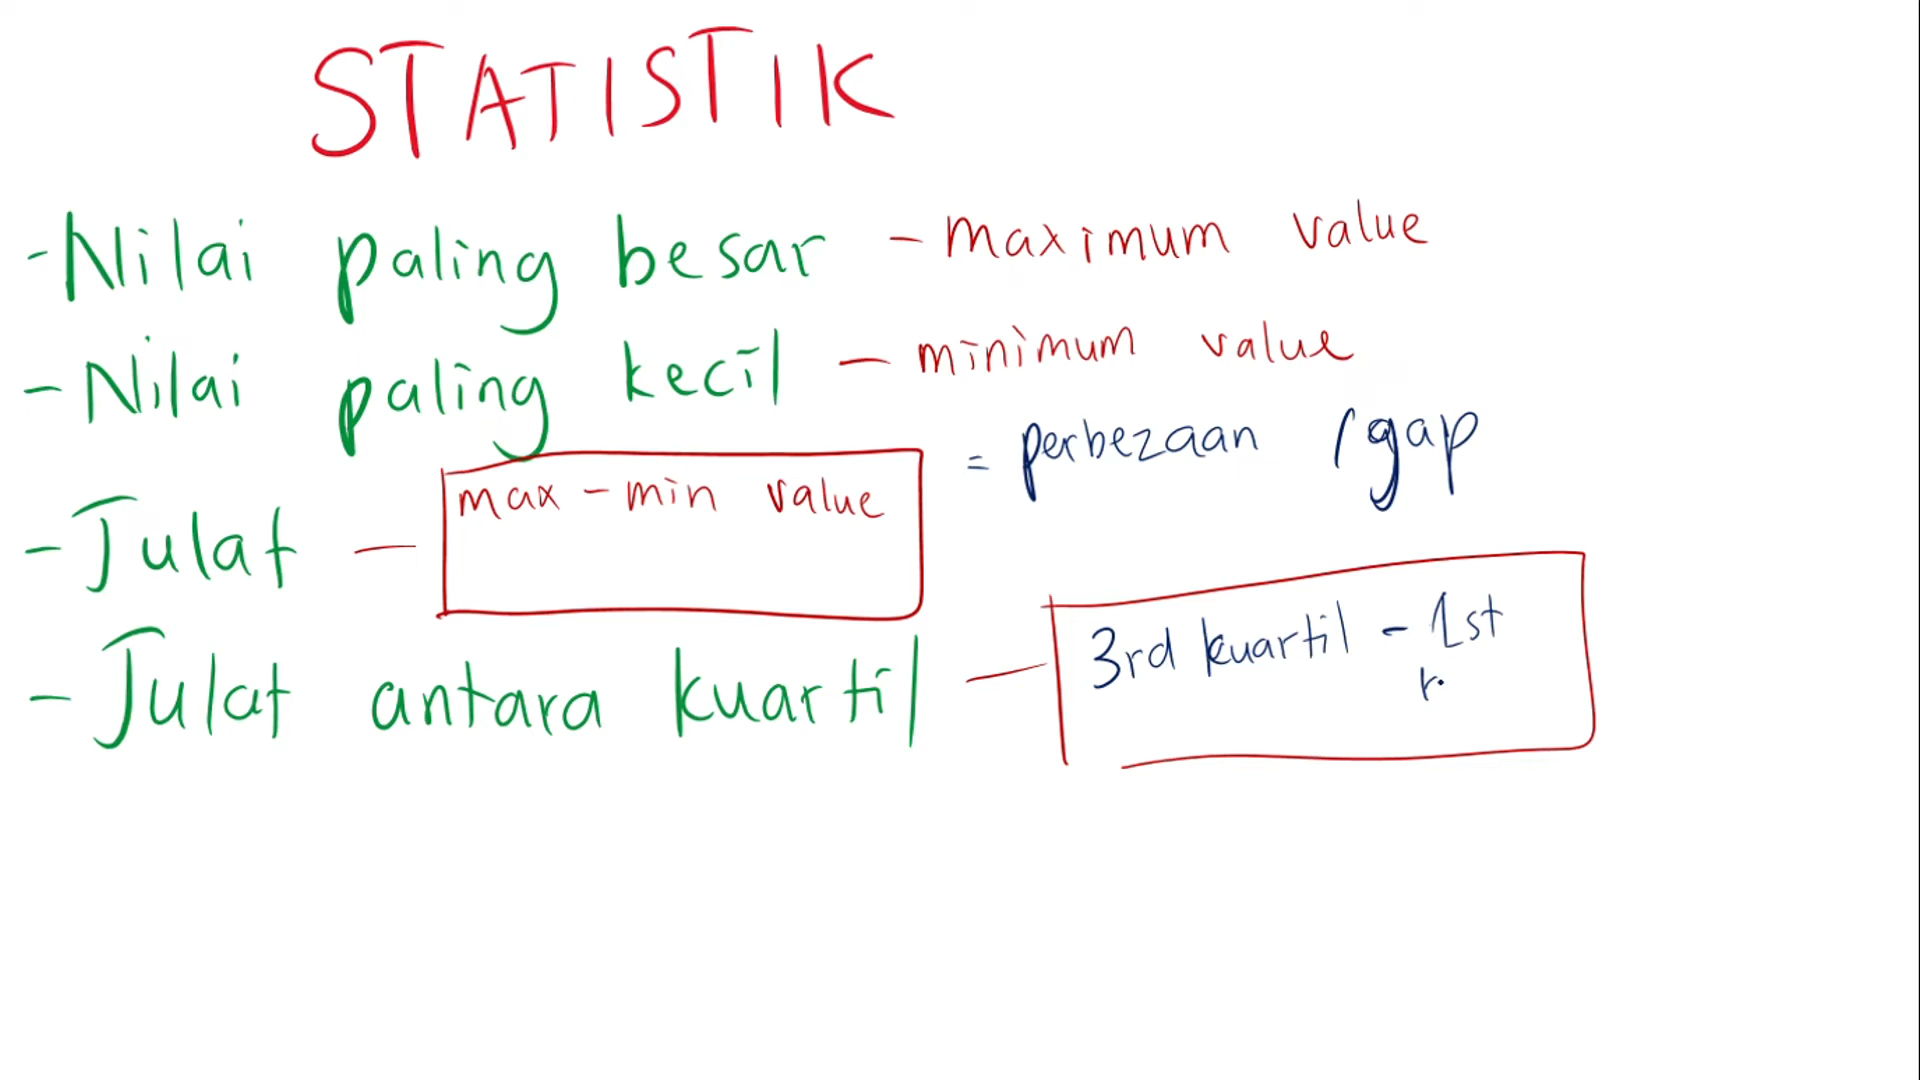 STATISTIK
- Nilai paling besar - maximum value
- Nilai paling kecil - minimum value
= perbezaan / gap
- Julat - max - min value
- Julat antara kuartil - 3rd kuartil - 1st